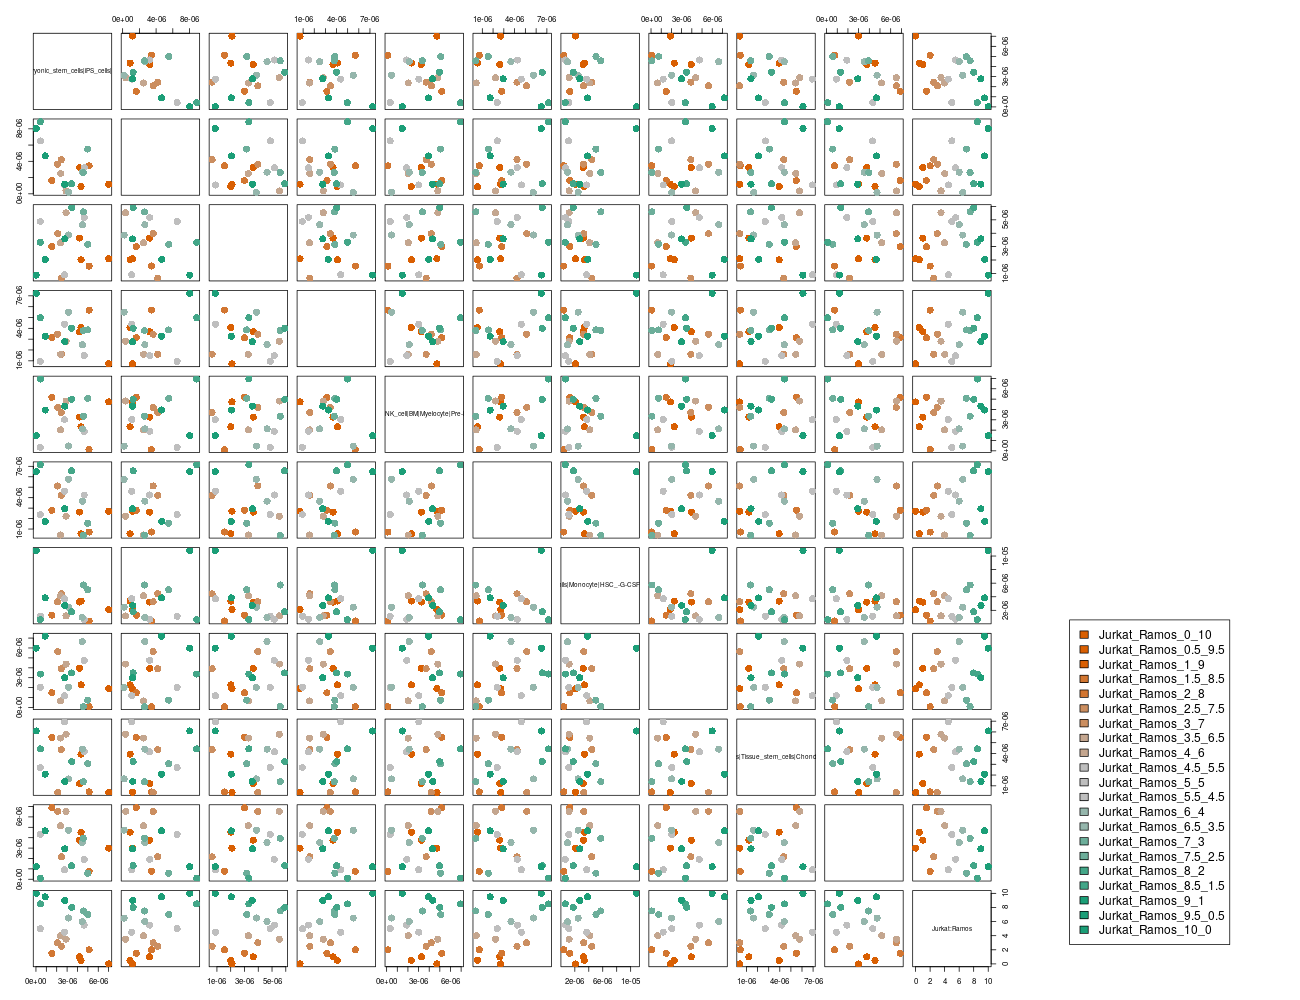 0e+00 4e-06 8e-06
1e-06 4e-06 7e-06
1e-06 4e-06 7e-06
0e+00 3e-06 6e-06
0e+00 3e-06 6e-06
yonic_stem_cells|IPS_cells|
0e+00 3e-06 6e-06
0e+00 4e-06 8e-06
1e-06 3e-06 5e-06
1e-06 4e-06 7e-06
NK_cell|BM|Myelocyte|Pre-
0e+00 3e-06 6e-06
1e-06 4e-06 7e-06
lls|Monocyte|HSC_-G-CSF
2e-06 6e-06 1e-05
0e+00 3e-06 6e-06
s|Tissue_stem_cells|Chond
1e-06 4e-06 7e-06
0e+00 3e-06 6e-06
Jurkat:Ramos
0 2 4 6 8 10
0e+00 3e-06 6e-06
1e-06 3e-06 5e-06
0e+00 3e-06 6e-06
2e-06 6e-06 1e-05
1e-06 4e-06 7e-06
0 2 4 6 8 10
Jurkat_Ramos_0_10
Jurkat_Ramos_0.5_9.5
Jurkat_Ramos_1_9
Jurkat_Ramos_1.5_8.5
Jurkat_Ramos_2_8
Jurkat_Ramos_2.5_7.5
Jurkat_Ramos_3_7
Jurkat_Ramos_3.5_6.5
Jurkat_Ramos_4_6
Jurkat_Ramos_4.5_5.5
Jurkat_Ramos_5_5
Jurkat_Ramos_5.5_4.5
Jurkat_Ramos_6_4
Jurkat_Ramos_6.5_3.5
Jurkat_Ramos_7_3
Jurkat_Ramos_7.5_2.5
Jurkat_Ramos_8_2
Jurkat_Ramos_8.5_1.5
Jurkat_Ramos_9_1
Jurkat_Ramos_9.5_0.5
Jurkat_Ramos_10_0